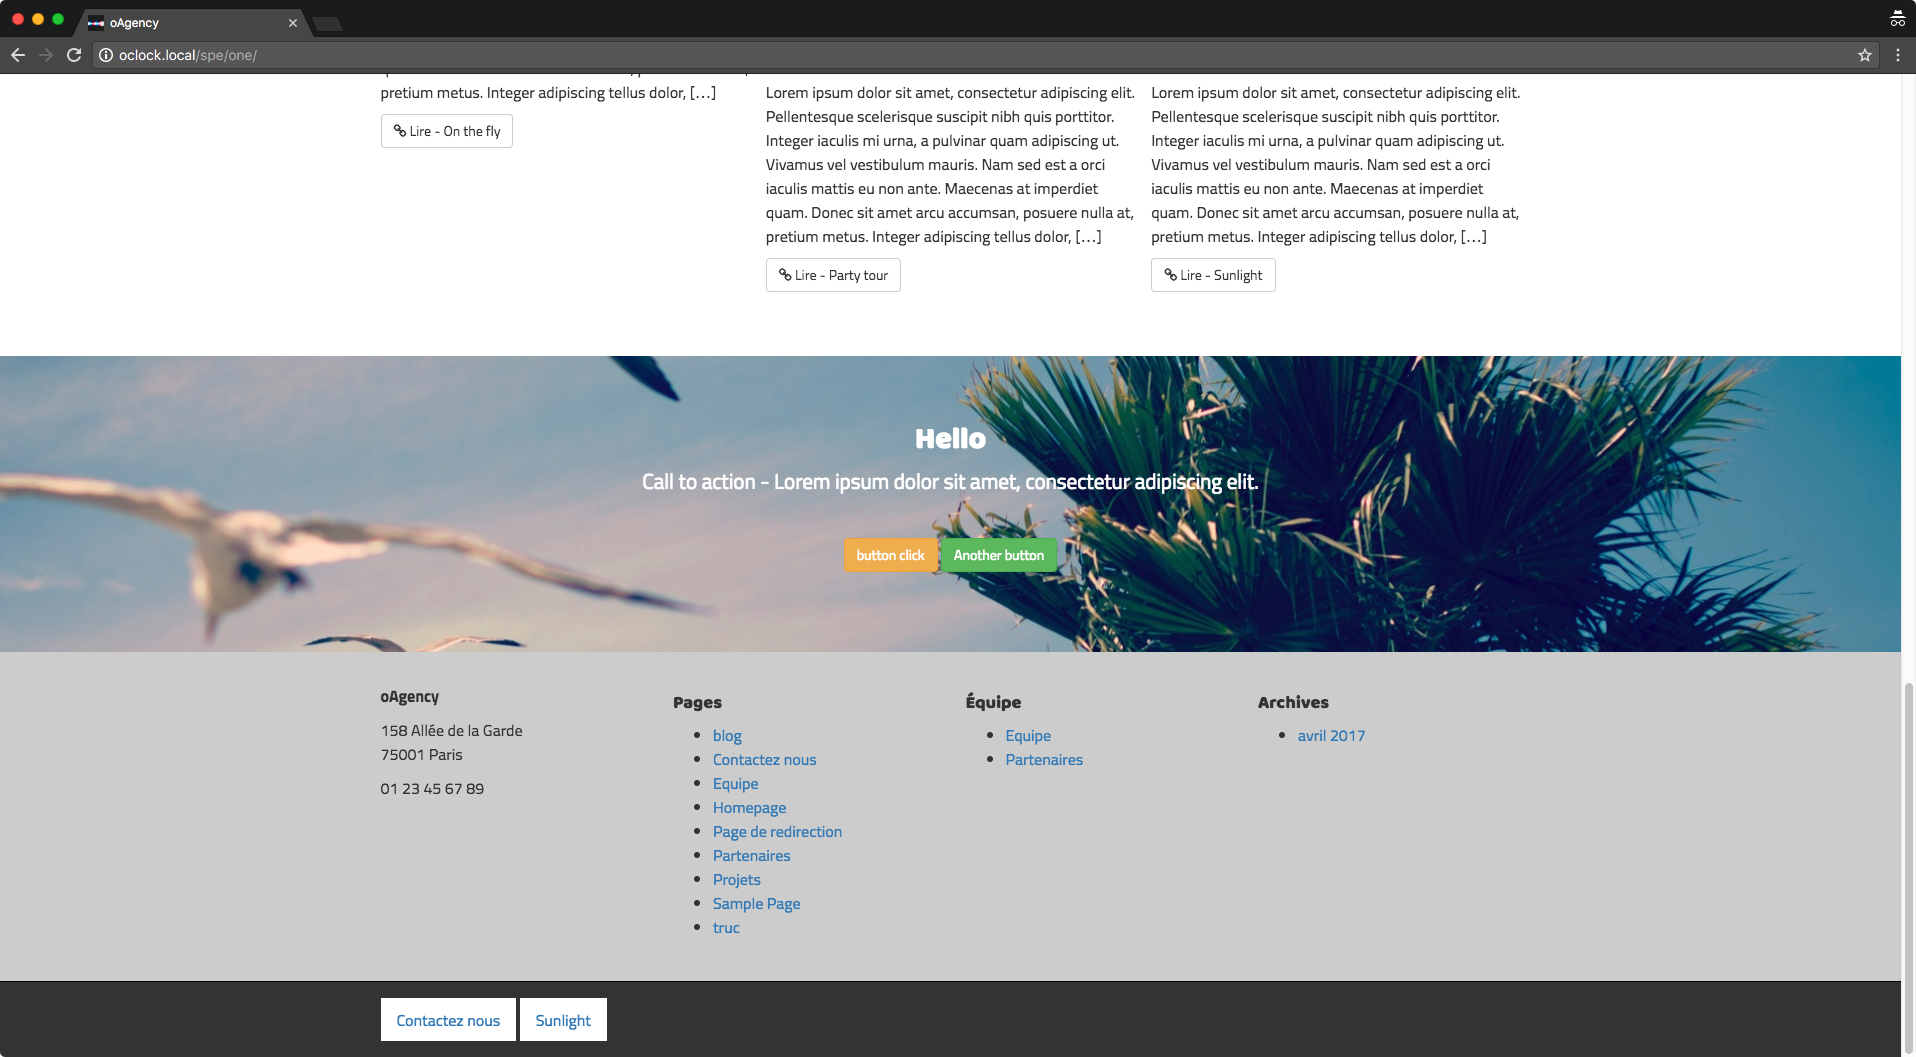 oAgency
oclock.local/spe/one/
pretium metus. Integer adipiscing tellus dolor, […]
Lire - On the fly
Lorem ipsum dolor sit amet, consectetur adipiscing elit.
Pellentesque scelerisque suscipit nibh quis porttitor.
Integer iaculis mi urna, a pulvinar quam adipiscing ut.
Vivamus vel vestibulum mauris. Nam sed est a orci
iaculis mattis eu non ante. Maecenas at imperdiet
quam. Donec sit amet arcu accumsan, posuere nulla at,
pretium metus. Integer adipiscing tellus dolor, […]
Lire - Party tour
Lorem ipsum dolor sit amet, consectetur adipiscing elit.
Pellentesque scelerisque suscipit nibh quis porttitor.
Integer iaculis mi urna, a pulvinar quam adipiscing ut.
Vivamus vel vestibulum mauris. Nam sed est a orci
iaculis mattis eu non ante. Maecenas at imperdiet
quam. Donec sit amet arcu accumsan, posuere nulla at,
pretium metus. Integer adipiscing tellus dolor, […]
Lire - Sunlight
Hello
Call to action - Lorem ipsum dolor sit amet, consectetur adipiscing elit.
button click
Another button
oAgency
158 Allée de la Garde
75001 Paris
01 23 45 67 89
Pages
blog
Contactez nous
Equipe
Homepage
Page de redirection
Partenaires
Projets
Sample Page
truc
Équipe
Equipe
Partenaires
Archives
avril 2017
Contactez nous
Sunlight